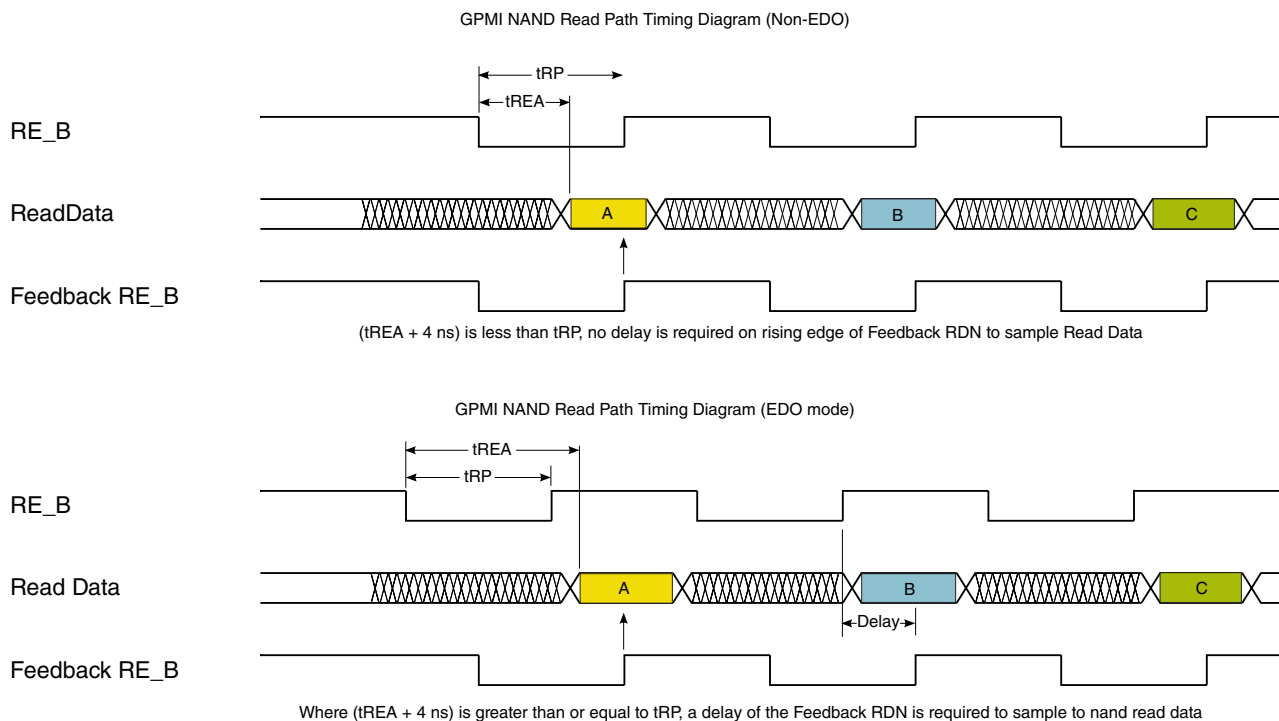 GPMI NAND Read Path Timing Diagram (Non-EDO)
tRP
tREA
RE_B
ReadData
A
B
C
Feedback RE_B
(tREA + 4 ns) is less than tRP, no delay is required on rising edge of Feedback RDN to sample Read Data
GPMI NAND Read Path Timing Diagram (EDO mode)
tREA
tRP
RE_B
Read Data
A
B
C
Delay
Feedback RE_B
Where (tREA + 4 ns) is greater than or equal to tRP, a delay of the Feedback RDN is required to sample to nand read data